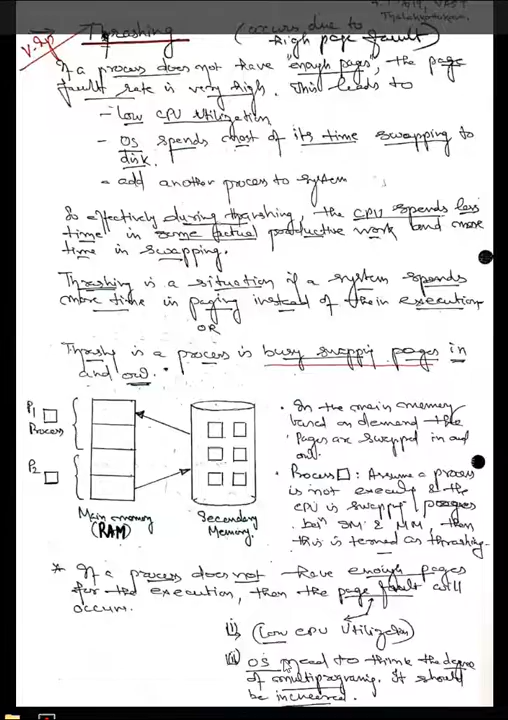 → Thrashing (occurs due to
V. Imp high page fault)
If a process does not have "enough pages", the page
fault rate is very high. This leads to
- low CPU Utilization
- OS spends most of its time swapping to
disk.
- add another process to system
So effectively during thrashing, the CPU spends less
time in some actual productive work and more
time in swapping.
Thrashing is a situation if a system spends
more time in paging instead of their execution
OR
Thrashing is a process is busy swapping pages in
and out.
P1
Process
P2
Main memory
(RAM)
Secondary
Memory.
• In the main memory
based on demand the
Pages are swapped in and
out.
• Process : Assume a process
is not executing & the
CPU is swapping pages
betn SM & MM, then
this is termed as thrashing.
* If a process does not have enough pages
for the execution, then the page fault will
occur.
(i) (Low CPU Utilization)
(ii) OS need to think the degree
of multiprograming. It should
be increased.